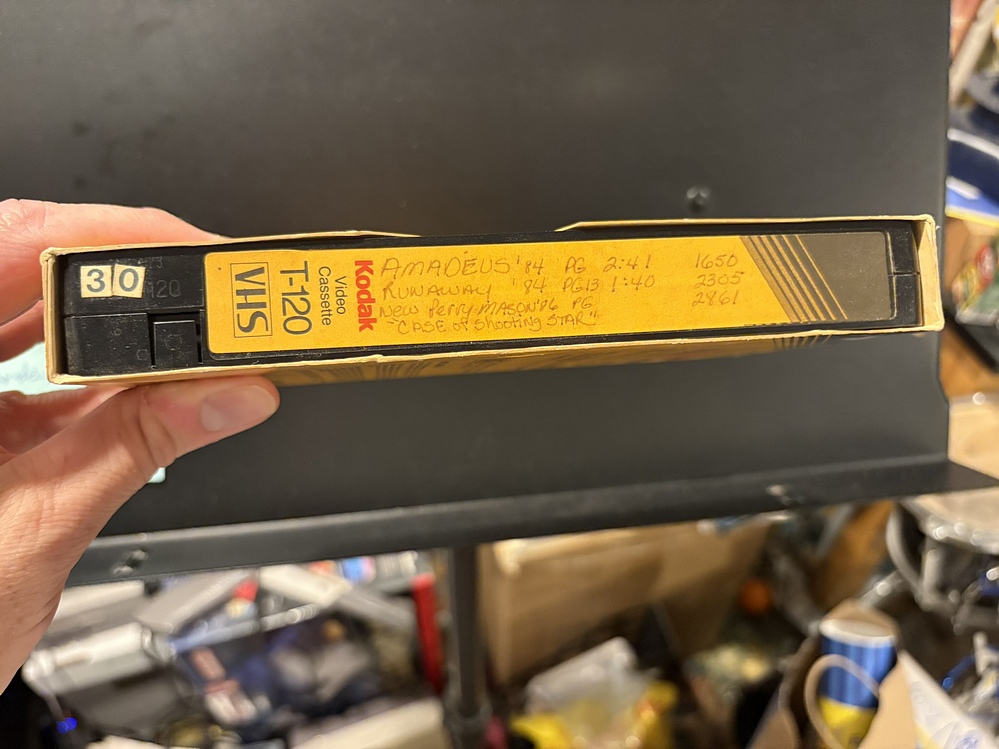 30
120
VHS
T-120
Video
Cassette
Kodak
AMADEUS '84 PG 2:41 1650
RUNAWAY '84 PG13 1:40 2305
New Perry MASON '86 PG 2861
"CASE of Shooting STAR"